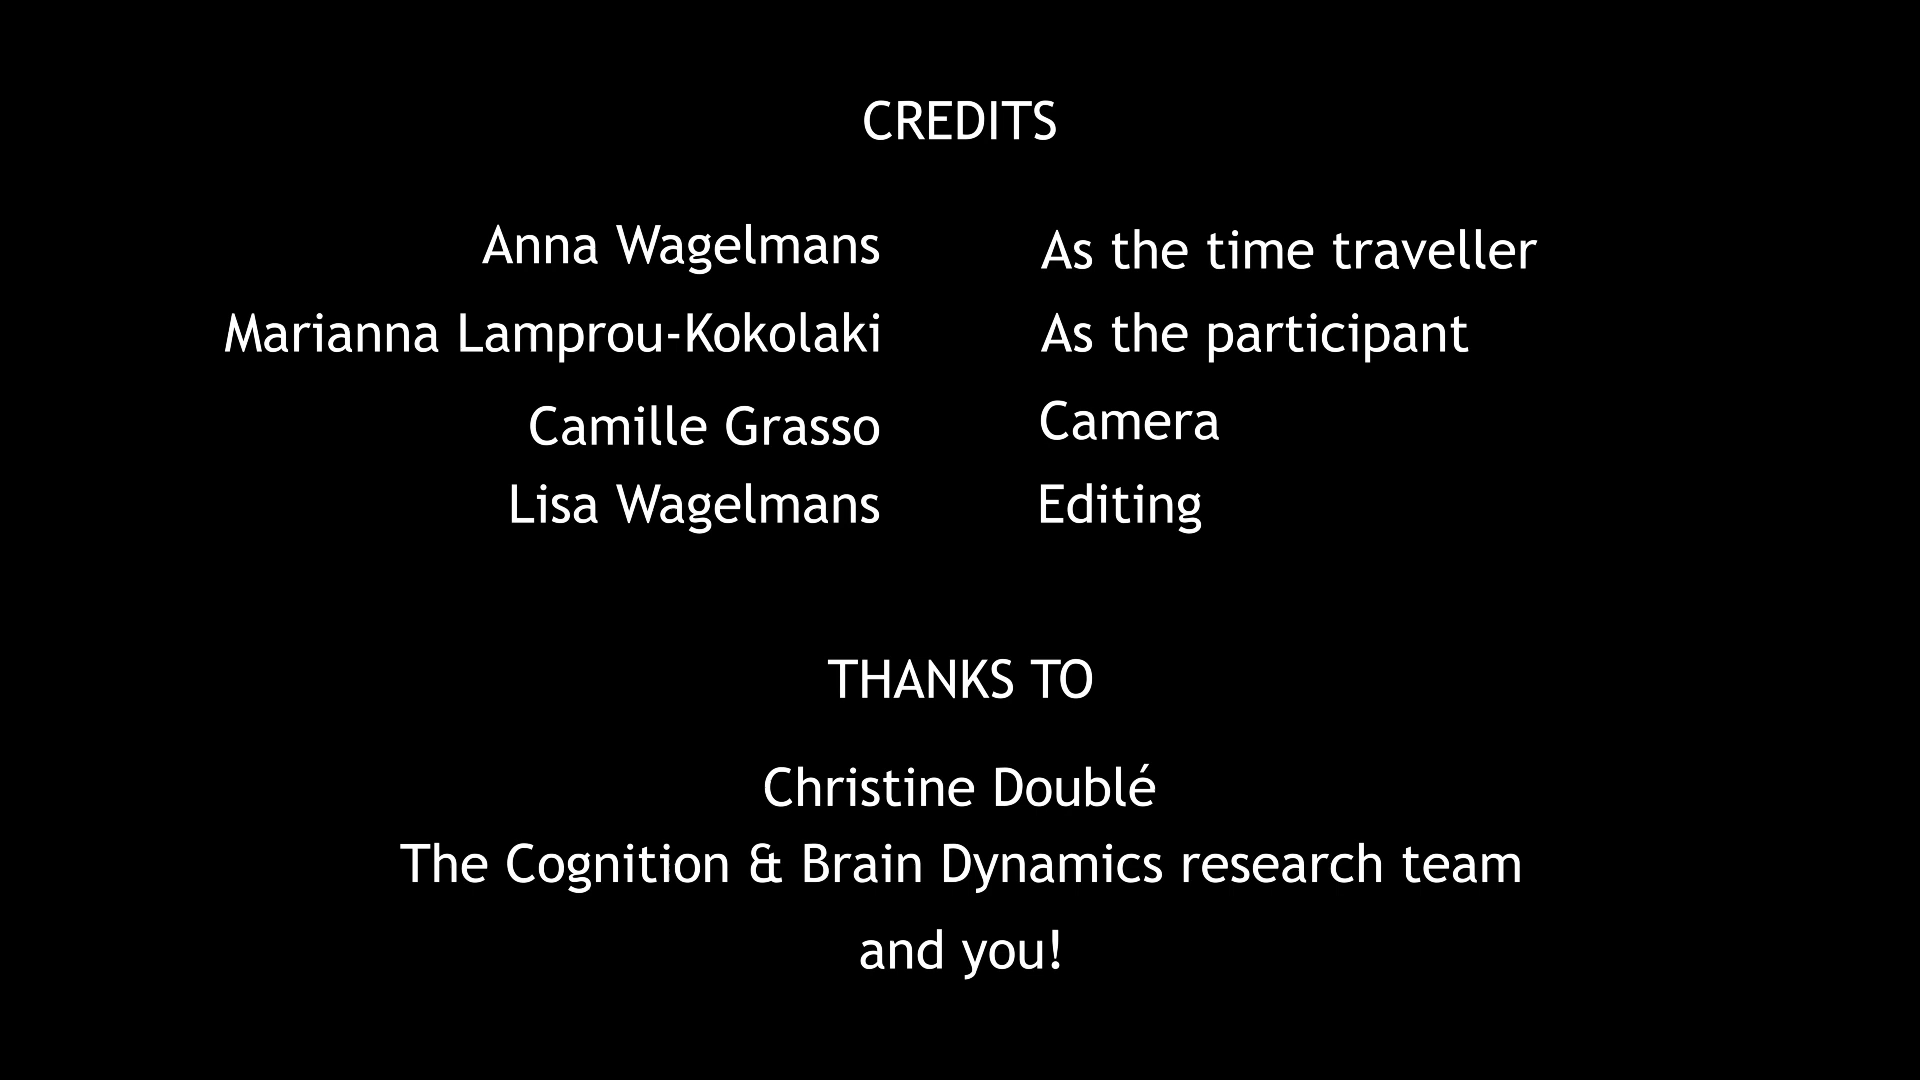 CREDITS
Anna Wagelmans As the time traveller
Marianna Lamprou-Kokolaki As the participant
Camille Grasso Camera
Lisa Wagelmans Editing
THANKS TO
Christine Doublé
The Cognition & Brain Dynamics research team
and you!